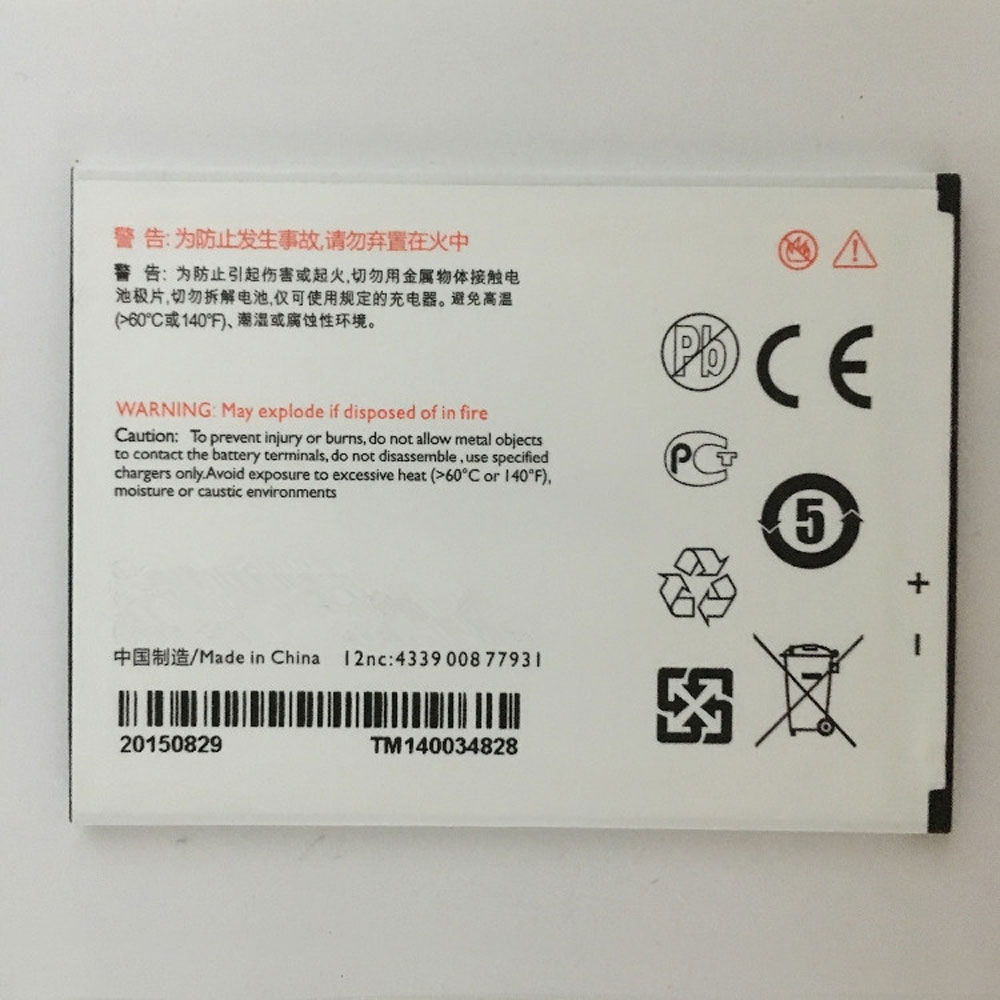 警 告: 为防止发生事故,请勿弃置在火中
警 告: 为防止引起伤害或起火,切勿用金属物体接触电
池极片,切勿拆解电池,仅可使用规定的充电器。避免高温
(>60°C或140°F)、潮湿或腐蚀性环境。
Pb
CE
WARNING: May explode if disposed of in fire
Caution: To prevent injury or burns, do not allow metal objects
to contact the battery terminals, do not disassemble , use specified
chargers only.Avoid exposure to excessive heat (>60°C or 140°F),
moisture or caustic environments
PCT
5
+
-
中国制造/Made in China 12nc:4339 008 77931
20150829 TM140034828